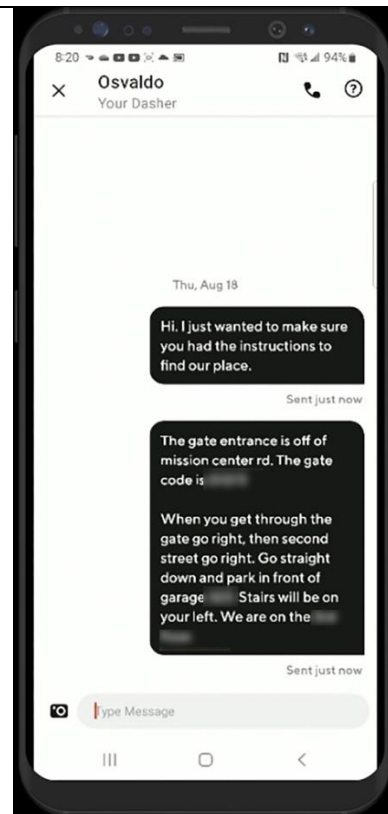 8:20
94%
Osvaldo
Your Dasher
Thu, Aug 18
Hi. I just wanted to make sure
you had the instructions to
find our place.
Sent just now
The gate entrance is off of
mission center rd. The gate
code is
When you get through the
gate go right, then second
street go right. Go straight
down and park in front of
garage Stairs will be on
your left. We are on the
Sent just now
Type Message